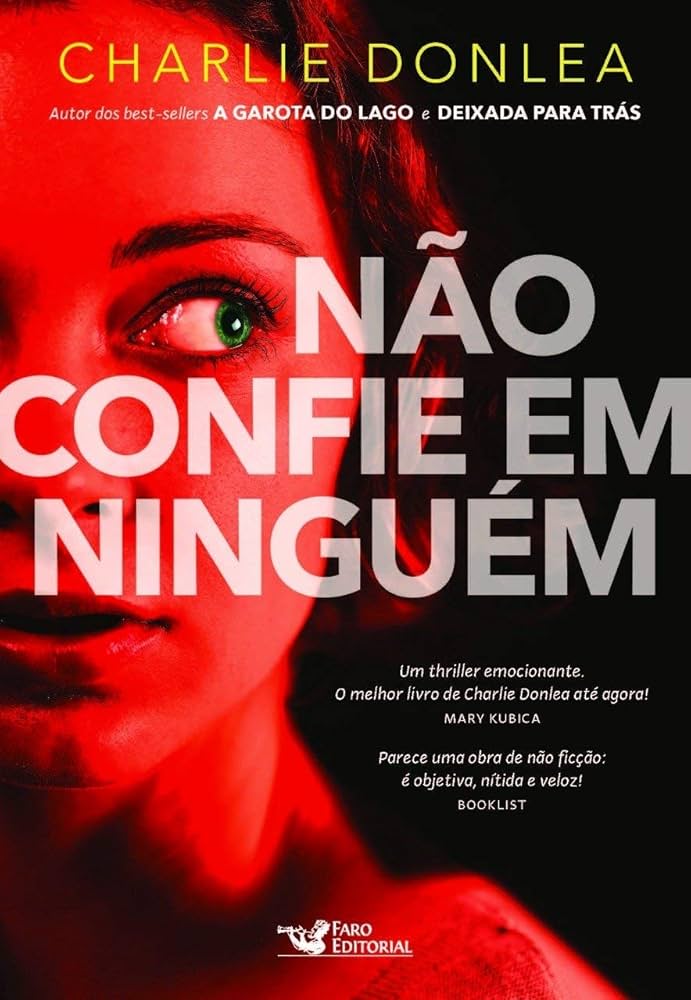 CHARLIE DONLEA
Autor dos best-sellers A GAROTA DO LAGO e DEIXADA PARA TRÁS
NÃO
CONFIE EM
NINGUÉM
Um thriller emocionante.
O melhor livro de Charlie Donlea até agora!
MARY KUBICA
Parece uma obra de não ficção:
é objetiva, nítida e veloz!
BOOKLIST
FARO
EDITORIAL